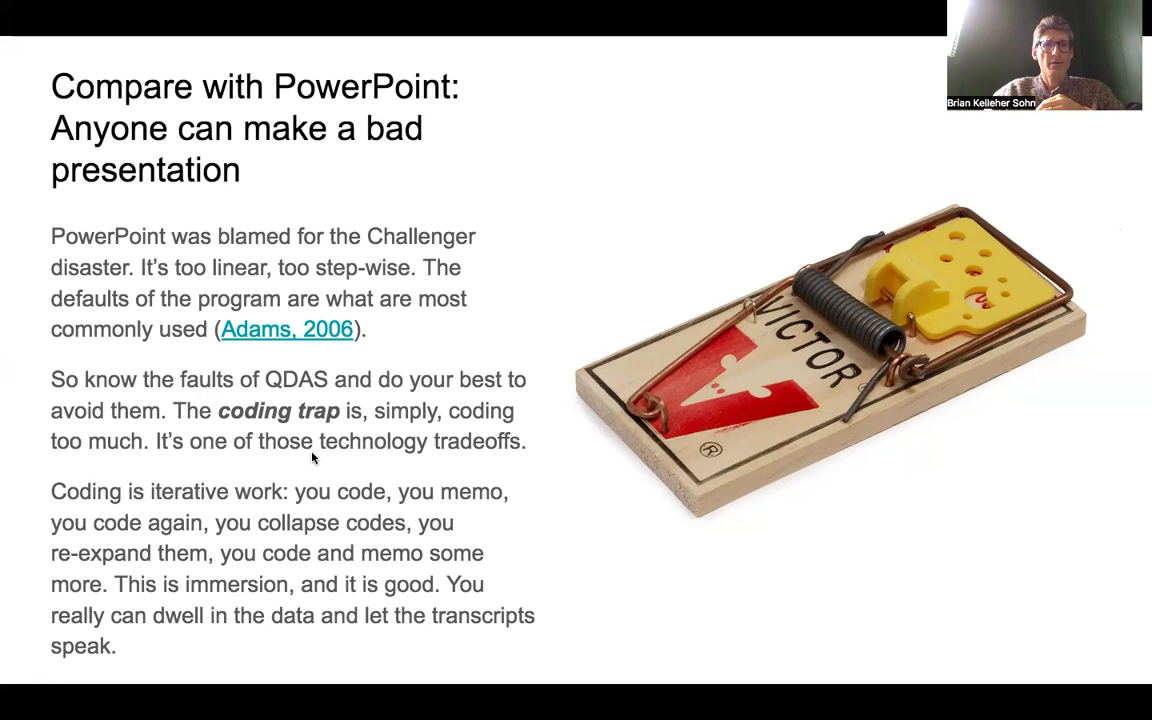 Brian Kelleher Sohn
Compare with PowerPoint:
Anyone can make a bad
presentation
PowerPoint was blamed for the Challenger
disaster. It’s too linear, too step-wise. The
defaults of the program are what are most
commonly used (Adams, 2006).
So know the faults of QDAS and do your best to
avoid them. The coding trap is, simply, coding
too much. It’s one of those technology tradeoffs.
Coding is iterative work: you code, you memo,
you code again, you collapse codes, you
re-expand them, you code and memo some
more. This is immersion, and it is good. You
really can dwell in the data and let the transcripts
speak.
VICTOR
®